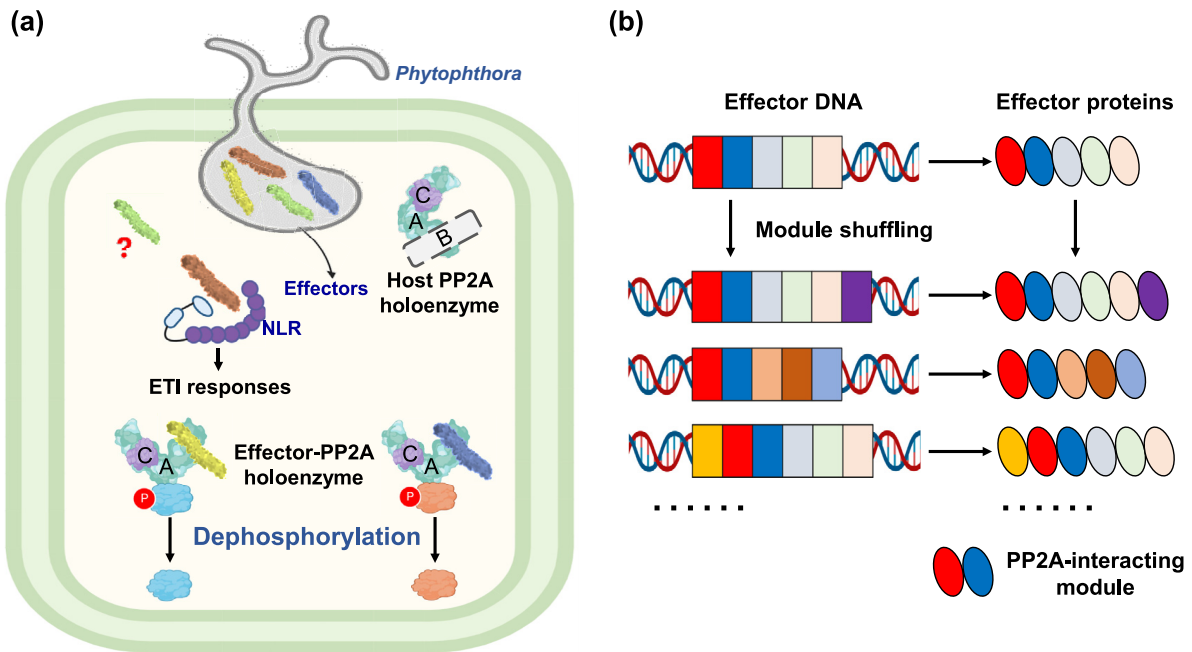 (a)
Phytophthora
C
A
B
Host PP2A
holoenzyme
Effectors
?
NLR
ETI responses
C
A
P
Effector-PP2A
holoenzyme
C
A
P
Dephosphorylation
(b)
Effector DNA
Effector proteins
Module shuffling
......
......
PP2A-interacting
module